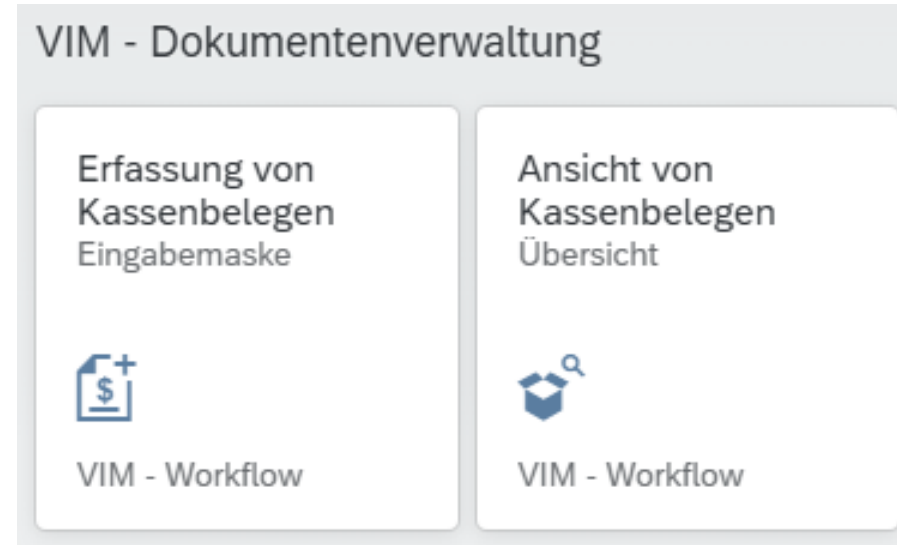 VIM - Dokumentenverwaltung
Erfassung von
Kassenbelegen
Eingabemaske
$
VIM - Workflow
Ansicht von
Kassenbelegen
Übersicht
VIM - Workflow